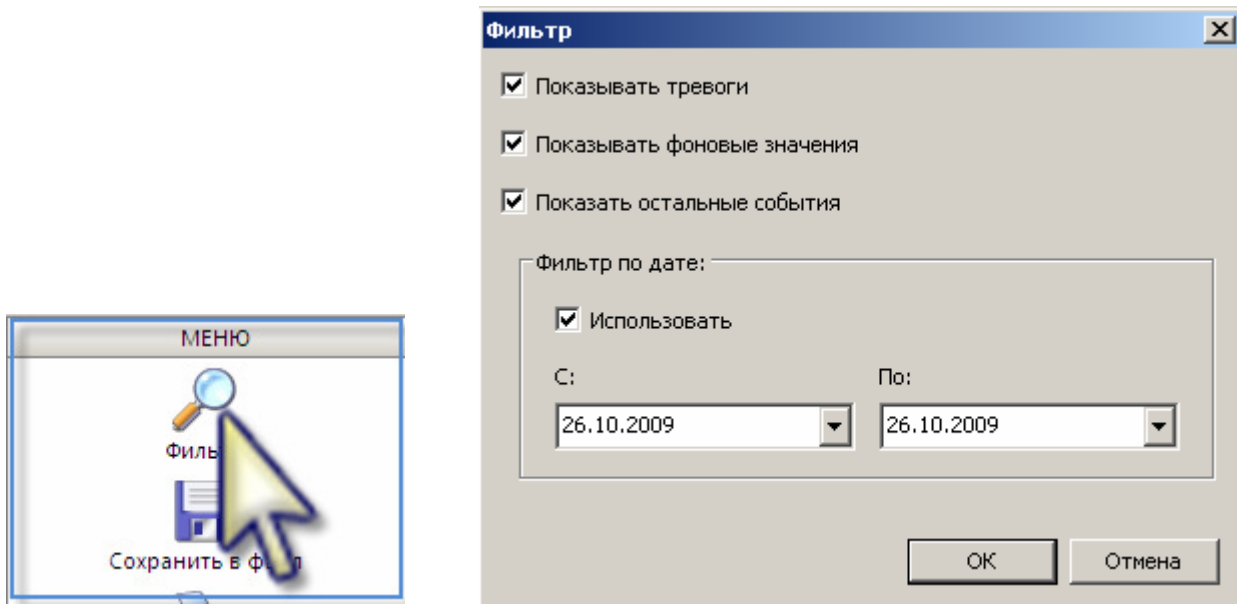 МЕНЮ
Сохранить в
Фильтр
Показывать тревоги
Показывать фоновые значения
Показать остальные события
Фильтр по дате:
Использовать
С:
По:
26.10.2009
26.10.2009
OK
Отмена